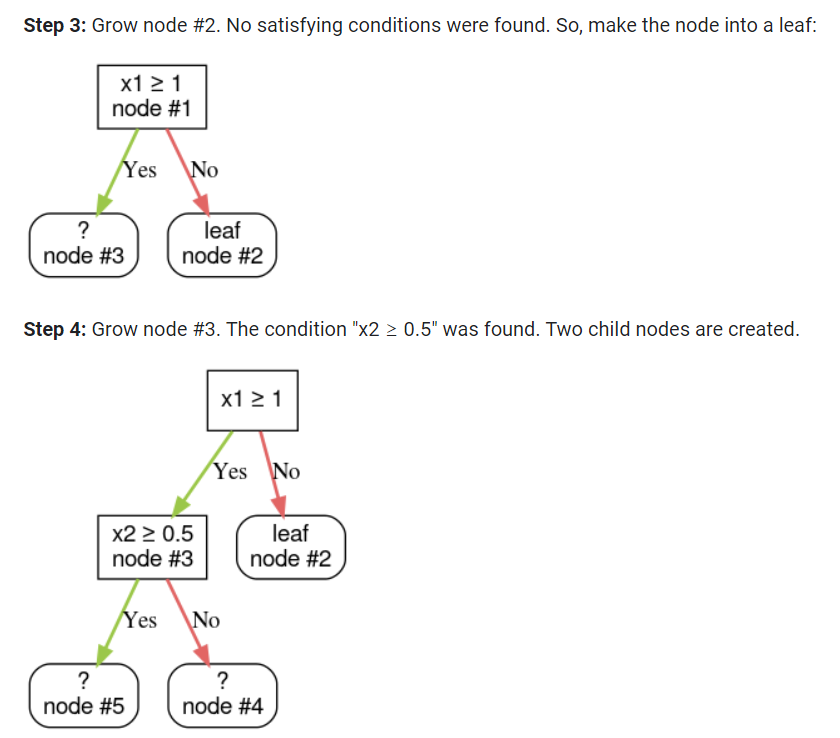 Step 3: Grow node #2. No satisfying conditions were found. So, make the node into a leaf:
x1 ≥ 1
node #1
Yes No
? leaf
node #3 node #2
Step 4: Grow node #3. The condition "x2 ≥ 0.5" was found. Two child nodes are created.
x1 ≥ 1
Yes No
x2 ≥ 0.5 leaf
node #3 node #2
Yes No
? ?
node #5 node #4